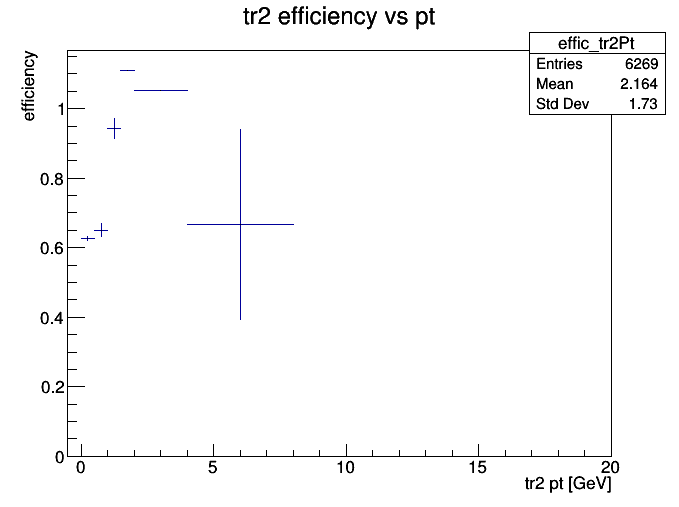 tr2 efficiency vs pt
effic_tr2Pt
Entries 6269
Mean 2.164
Std Dev 1.73
efficiency
1
0.8
0.6
0.4
0.2
0
0 5 10 15 20
tr2 pt [GeV]